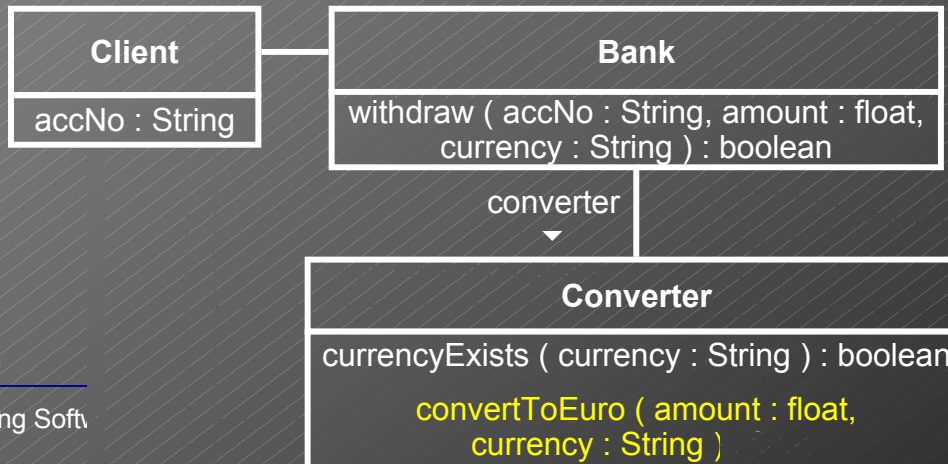 Client
accNo : String
Bank
withdraw ( accNo : String, amount : float,
currency : String ) : boolean
converter
Converter
currencyExists ( currency : String ) : boolean
convertToEuro ( amount : float,
currency : String )
ng